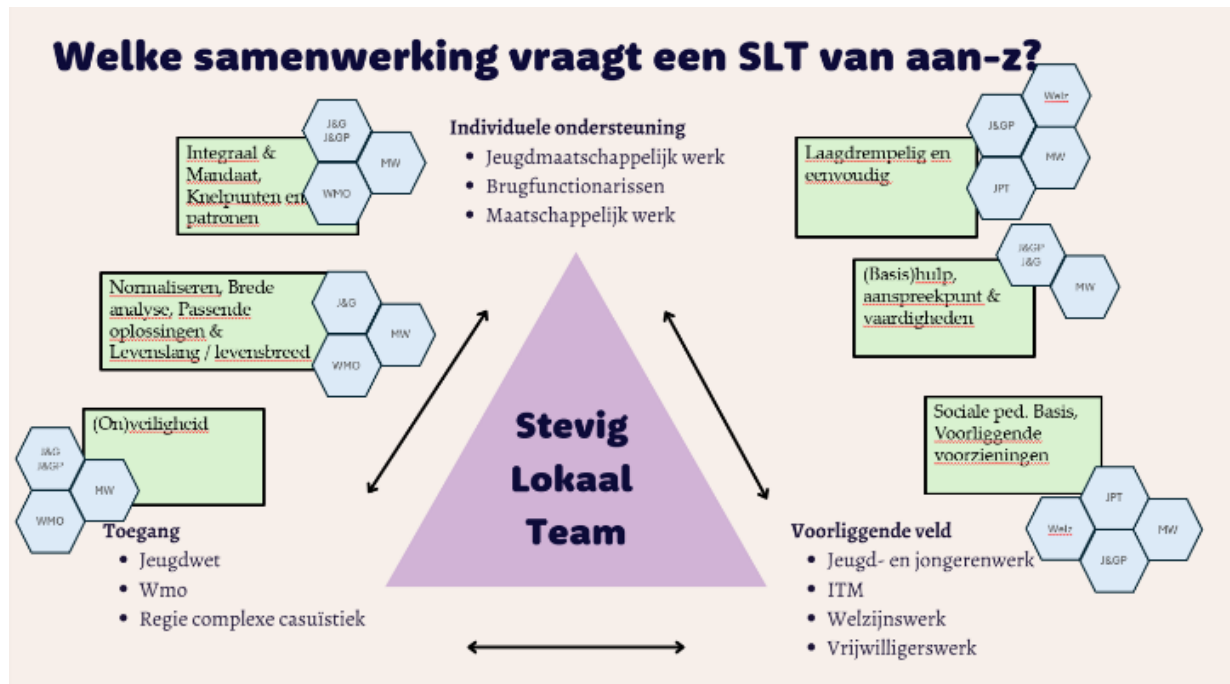 Welke samenwerking vraagt een SLT van aan-z?
Integraal &
Mandaat,
Knelpunten en
patronen
J&G
J&GP
MW
WMO
Individuele ondersteuning
• Jeugdmaatschappelijk werk
• Brugfunctionarissen
• Maatschappelijk werk
Laagdrempelig en
eenvoudig
Welz
J&GP
MW
JPT
(Basis)hulp,
aanspreekpunt &
vaardigheden
J&GP
J&G
MW
Normaliseren, Brede
analyse, Passende
oplossingen &
Levenslang / levensbreed
J&G
MW
WMO
(On)veiligheid
J&G
J&GP
MW
WMO
Stevig
Lokaal
Team
Sociale ped. Basis,
Voorliggende
voorzieningen
JPT
Welz
MW
J&GP
Toegang
• Jeugdwet
• Wmo
• Regie complexe casuïstiek
Voorliggende veld
• Jeugd- en jongerenwerk
• ITM
• Welzijnswerk
• Vrijwilligerswerk